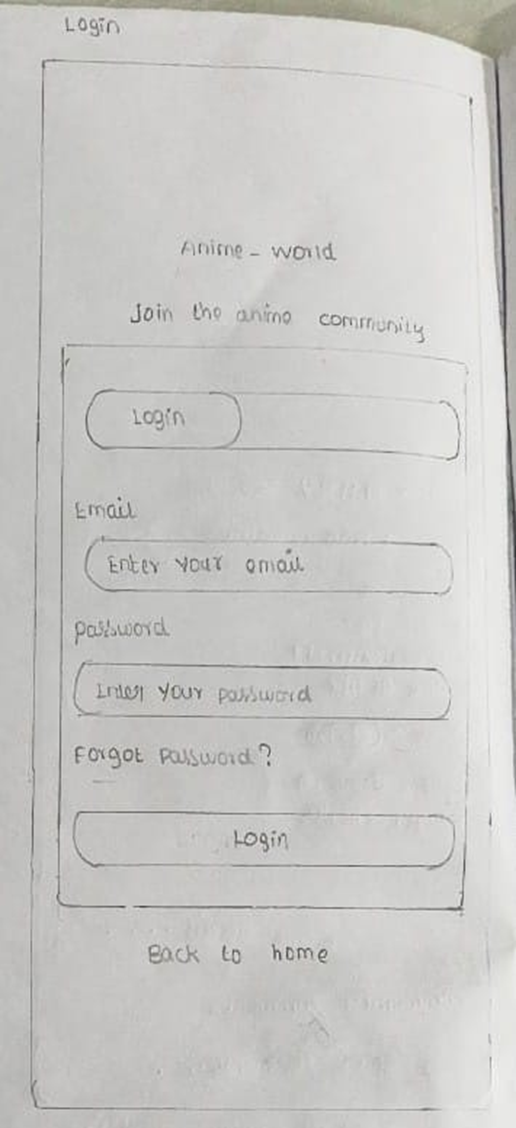 Login
Anime - world
Join the anime community
Login
Email
Enter your email
password
Enter your password
Forgot password?
Login
Back to home